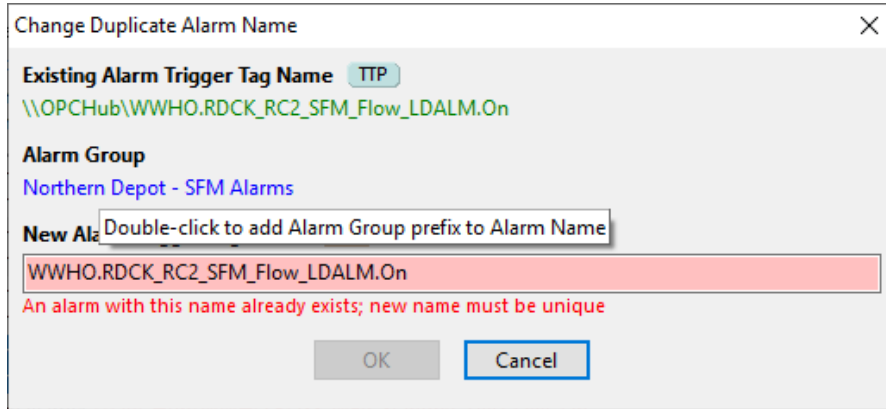 Change Duplicate Alarm Name
Existing Alarm Trigger Tag Name TTP
\\OPCHub\WWHO.RDCK_RC2_SFM_Flow_LDALM.On
Alarm Group
Northern Depot - SFM Alarms
Double-click to add Alarm Group prefix to Alarm Name
New Ala
WWHO.RDCK_RC2_SFM_Flow_LDALM.On
An alarm with this name already exists; new name must be unique
OK Cancel